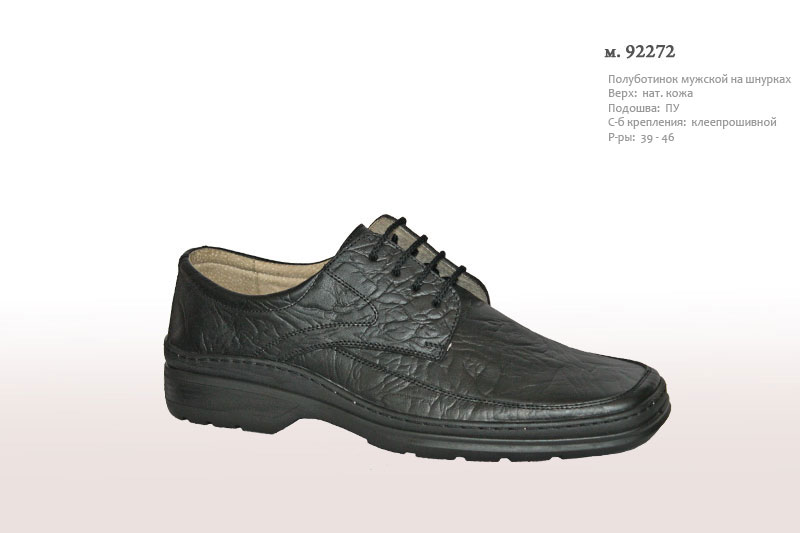 м. 92272
Полуботинок мужской на шнурках
Верх: нат. кожа
Подошва: ПУ
С-б крепления: клеепрошивной
Р-ры: 39 - 46